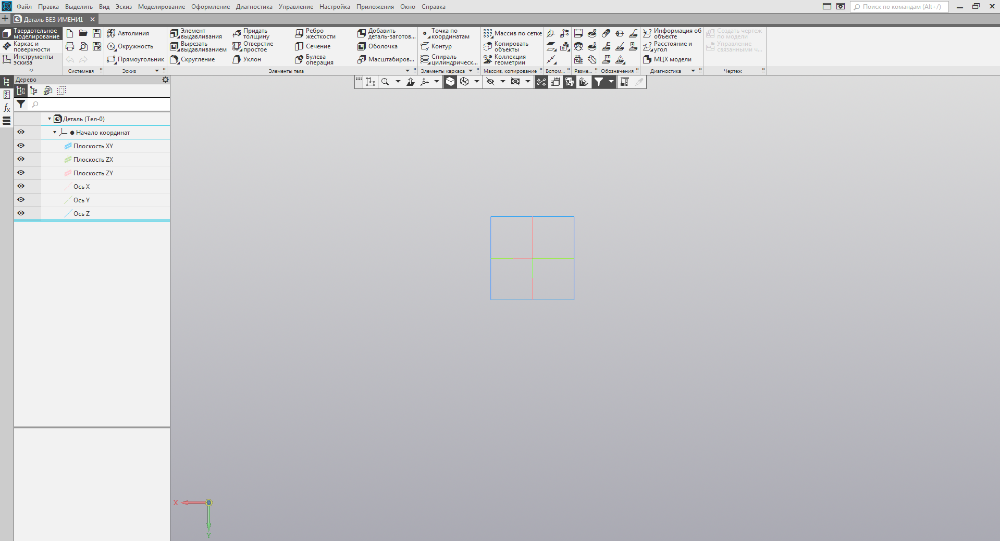 Файл Правка Выделить Вид Эскиз Моделирование Оформление Диагностика Управление Настройка Приложения Окно Справка
Поиск по командам (Alt+/)
Деталь БЕЗ ИМЕНИ1
Твердотельное
моделирование
Каркас и
поверхности
Инструменты
эскиза
Системная
Автолиния
Окружность
Прямоугольник
Эскиз
Элемент
выдавливания
Вырезать
выдавливанием
Скругление
Придать
толщину
Отверстие
простое
Уклон
Ребро
жесткости
Сечение
Булева
операция
Добавить
деталь-заготов...
Оболочка
Масштабиров...
Элементы тела
Точка по
координатам
Контур
Спираль
цилиндрическ...
Элементы каркаса
Массив по сетке
Копировать
объекты
Коллекция
геометрии
Массив, копирование
Вспом...
Разме...
Обозначения
Информация об
объекте
Расстояние и
угол
МЦХ модели
Диагностика
Создать чертеж
по модели
Управление
связанными ч...
Чертеж
Дерево
fx
Деталь (Тел-0)
Начало координат
Плоскость XY
Плоскость ZX
Плоскость ZY
Ось X
Ось Y
Ось Z
X
Y